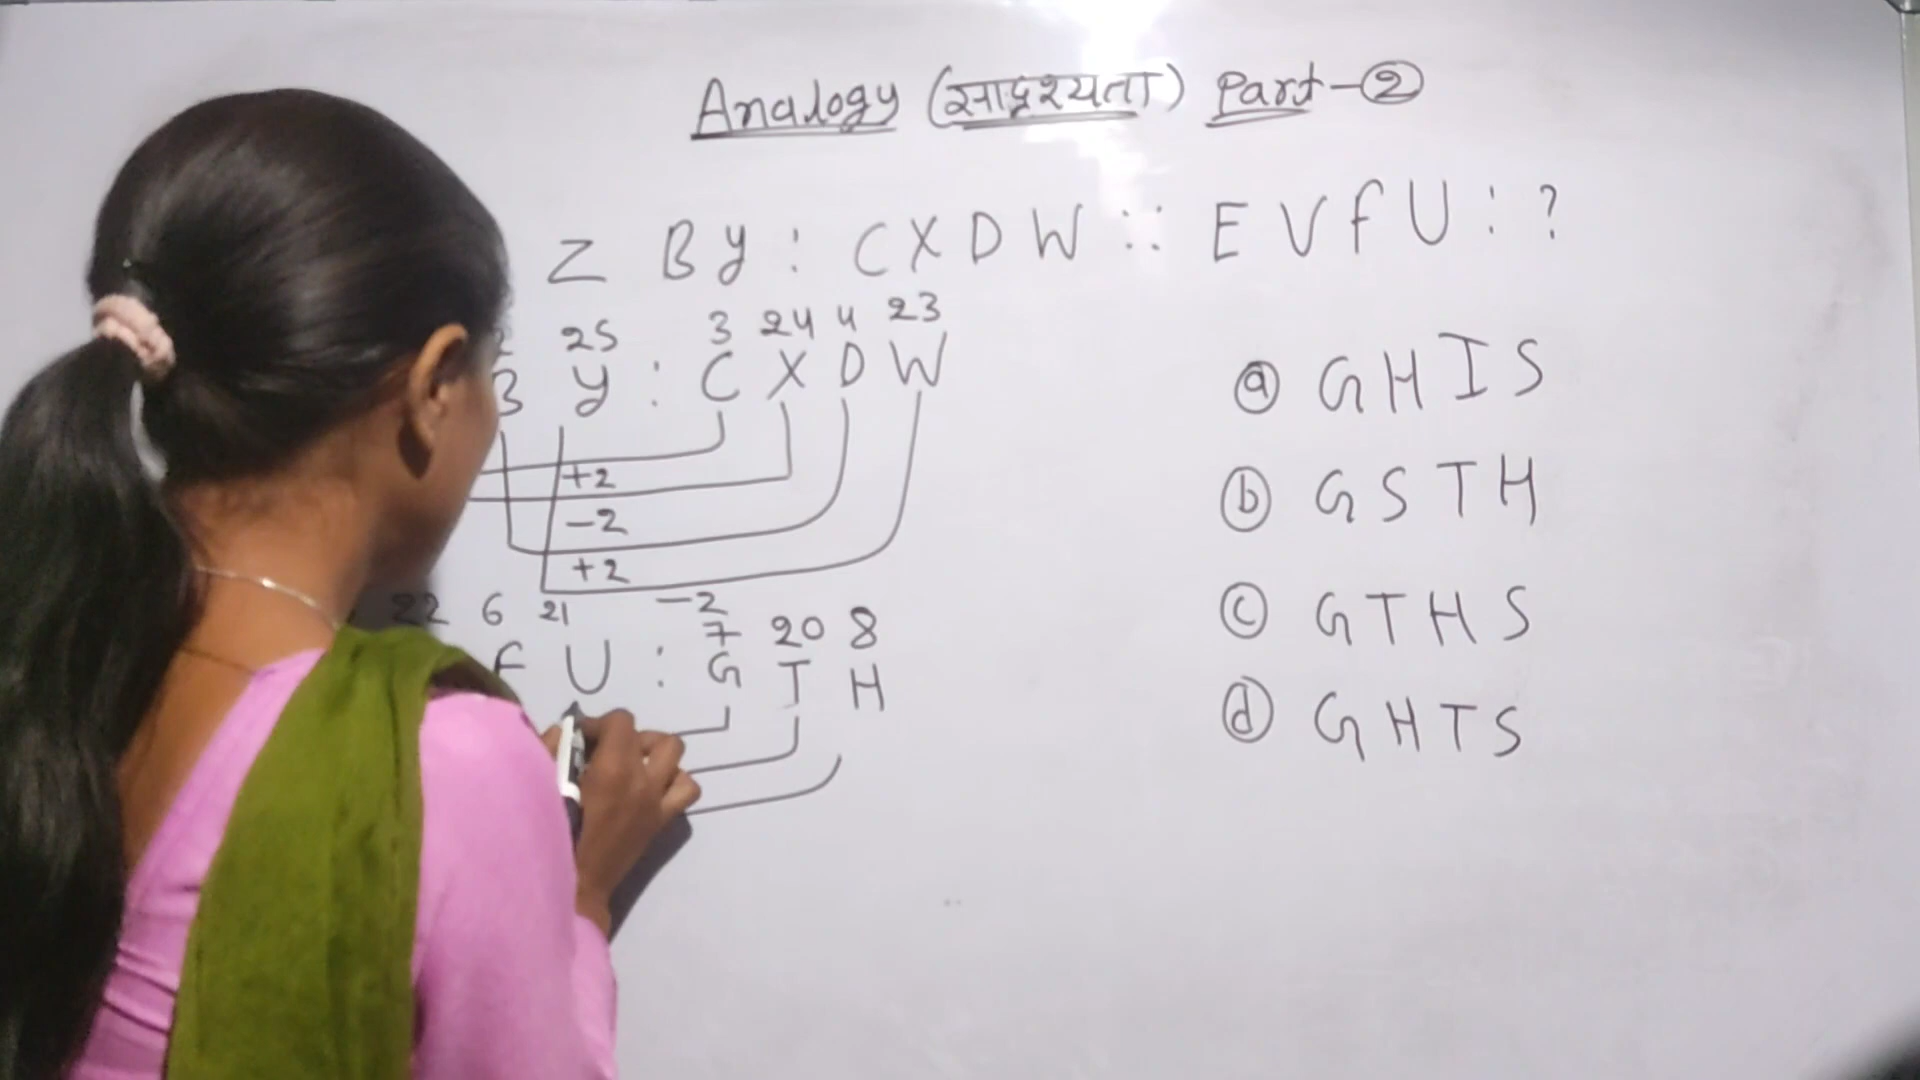 Analogy (सादृश्यता) Part-②
Z B y : C X D W :: E V f U : ?
25 3 24 4 23
y : C X D W
+2
-2
+2
-2
22 6 21 7 20 8
F U : G T H
ⓐ G H I S
ⓑ G S T H
ⓒ G T H S
ⓓ G H T S